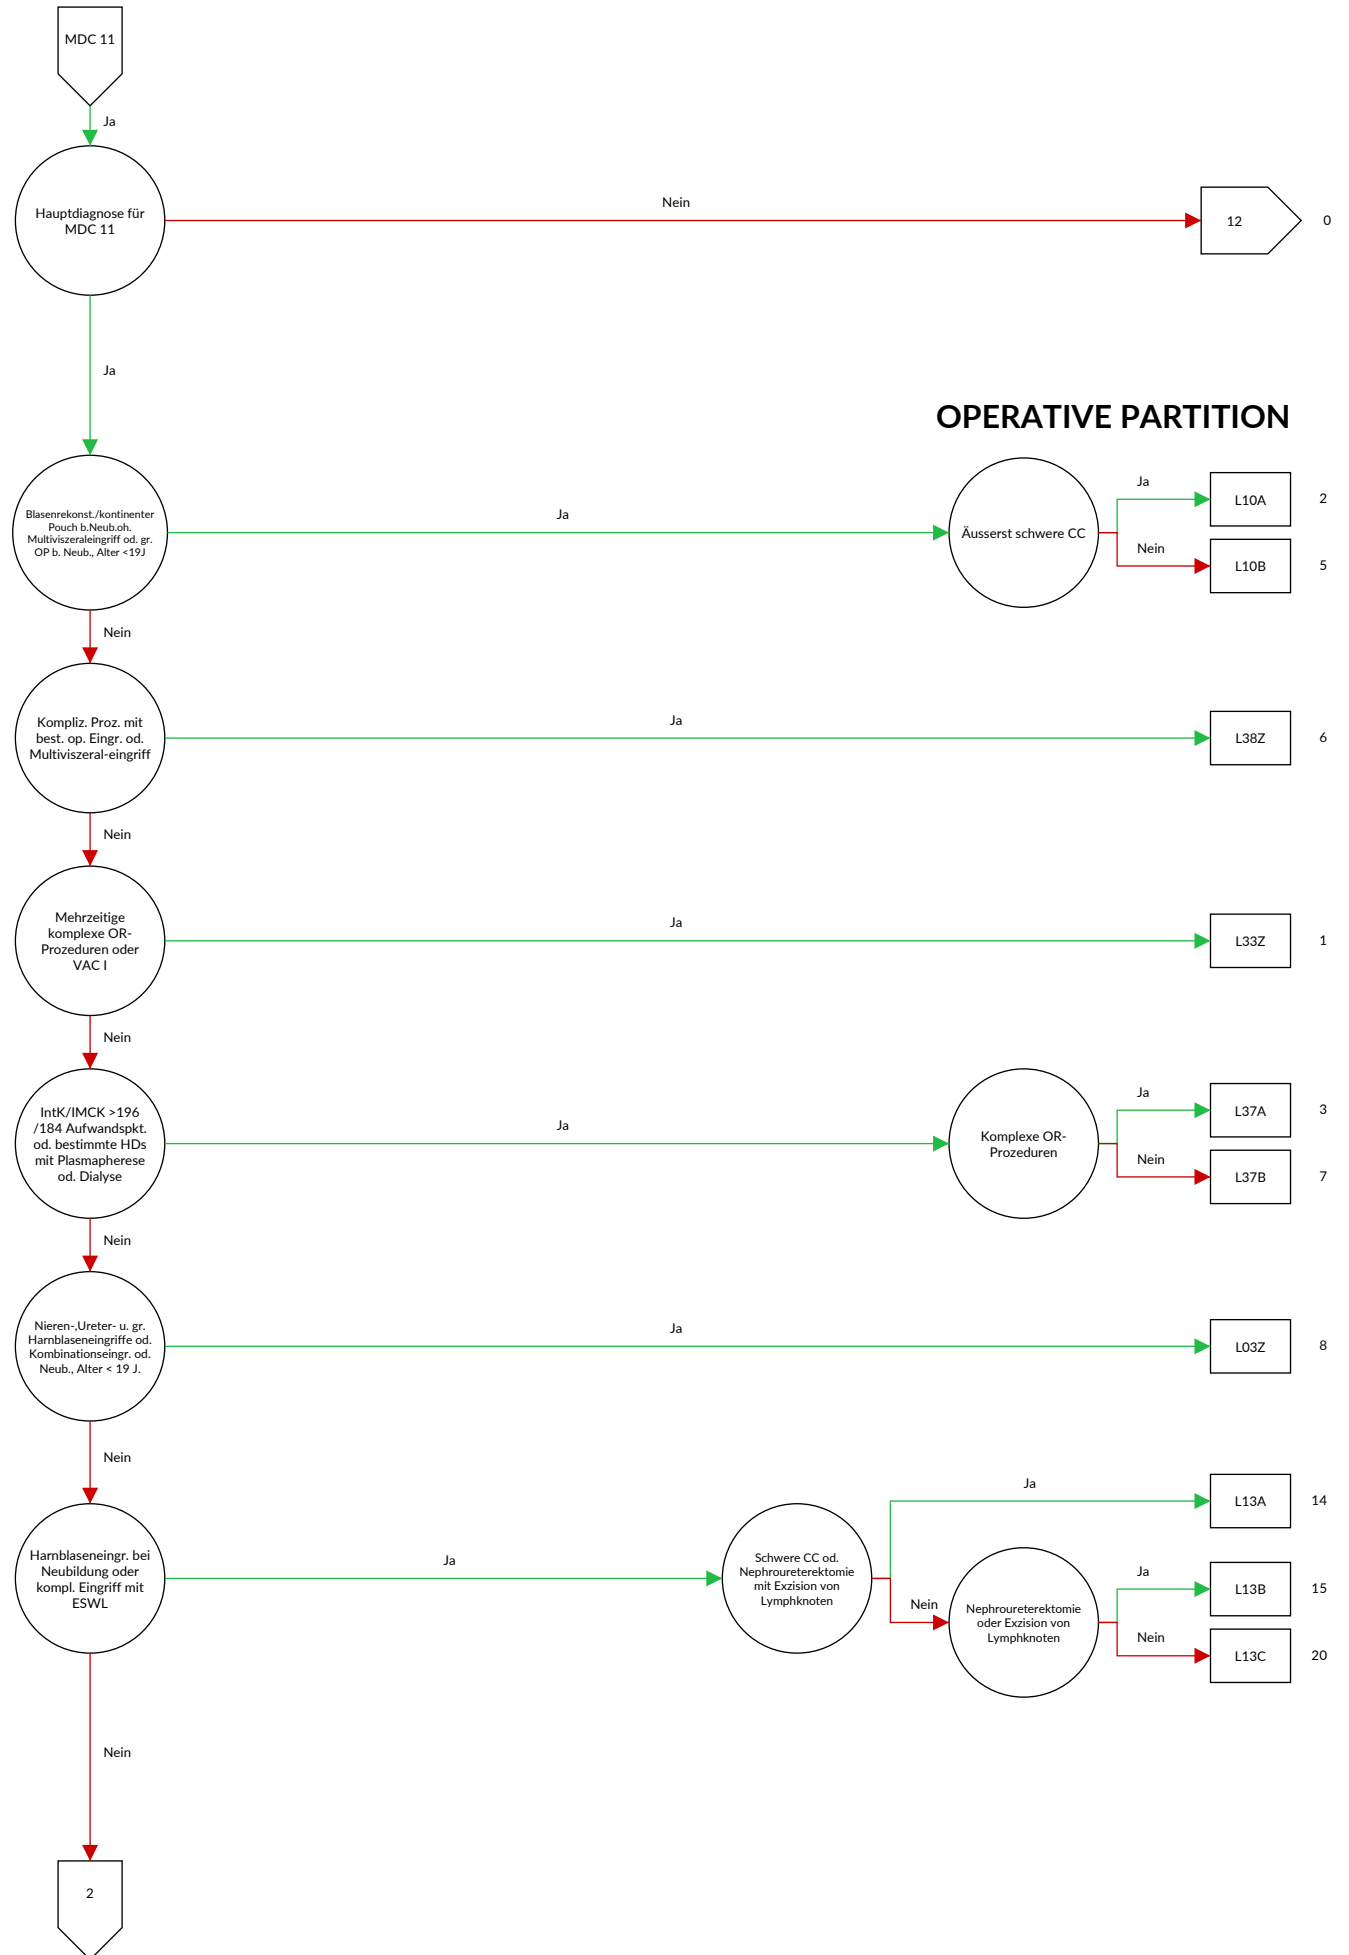 MDC 11
Ja
Hauptdiagnose für
MDC 11
Nein
12
0
Ja
OPERATIVE PARTITION
Blasenrekonst./kontinenter
Pouch b.Neub.oh.
Multiviszeraleingriff od. gr.
OP b. Neub., Alter <19J
Ja
Äusserst schwere CC
Ja
L10A
2
Nein
L10B
5
Nein
Kompliz. Proz. mit
best. op. Eingr. od.
Multiviszeral-eingriff
Ja
L38Z
6
Nein
Mehrzeitige
komplexe OR-
Prozeduren oder
VAC I
Ja
L33Z
1
Nein
IntK/IMCK >196
/184 Aufwandspkt.
od. bestimmte HDs
mit Plasmapherese
od. Dialyse
Ja
Komplexe OR-
Prozeduren
Ja
L37A
3
Nein
L37B
7
Nein
Nieren-,Ureter- u. gr.
Harnblaseneingriffe od.
Kombinationseingr. od.
Neub., Alter < 19 J.
Ja
L03Z
8
Nein
Harnblaseneingr. bei
Neubildung oder
kompl. Eingriff mit
ESWL
Ja
Schwere CC od.
Nephroureterektomie
mit Exzision von
Lymphknoten
Ja
L13A
14
Nein
Nephroureterektomie
oder Exzision von
Lymphknoten
Ja
L13B
15
Nein
L13C
20
Nein
2